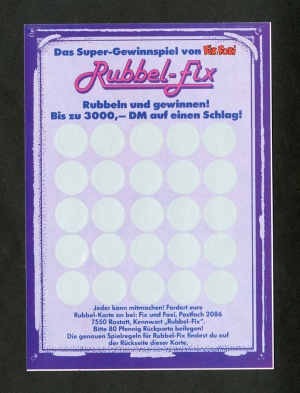 Das Super-Gewinnspiel von Fix Foxi
Rubbel-Fix
Rubbeln und gewinnen!
Bis zu 3000,– DM auf einen Schlag!
Jeder kann mitmachen! Fordert eure
Rubbel-Karte an bei: Fix und Foxi, Postfach 2086
7550 Rastatt, Kennwort „Rubbel-Fix".
Bitte 80 Pfennig Rückporto beilegen!
Die genauen Spielregeln für Rubbel-Fix findest du auf
der Rückseite dieser Karte.